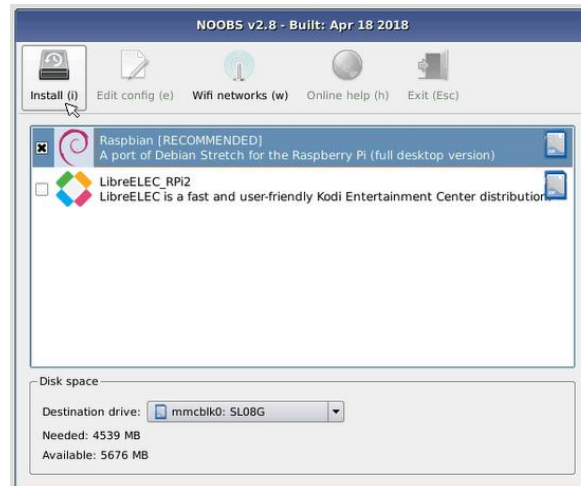 NOOBS v2.8 - Built: Apr 18 2018
Install (i) Edit config (e) Wifi networks (w) Online help (h) Exit (Esc)
Raspbian [RECOMMENDED]
A port of Debian Stretch for the Raspberry Pi (full desktop version)
LibreELEC_RPi2
LibreELEC is a fast and user-friendly Kodi Entertainment Center distribution.
Disk space
Destination drive: mmcblk0: SL08G
Needed: 4539 MB
Available: 5676 MB